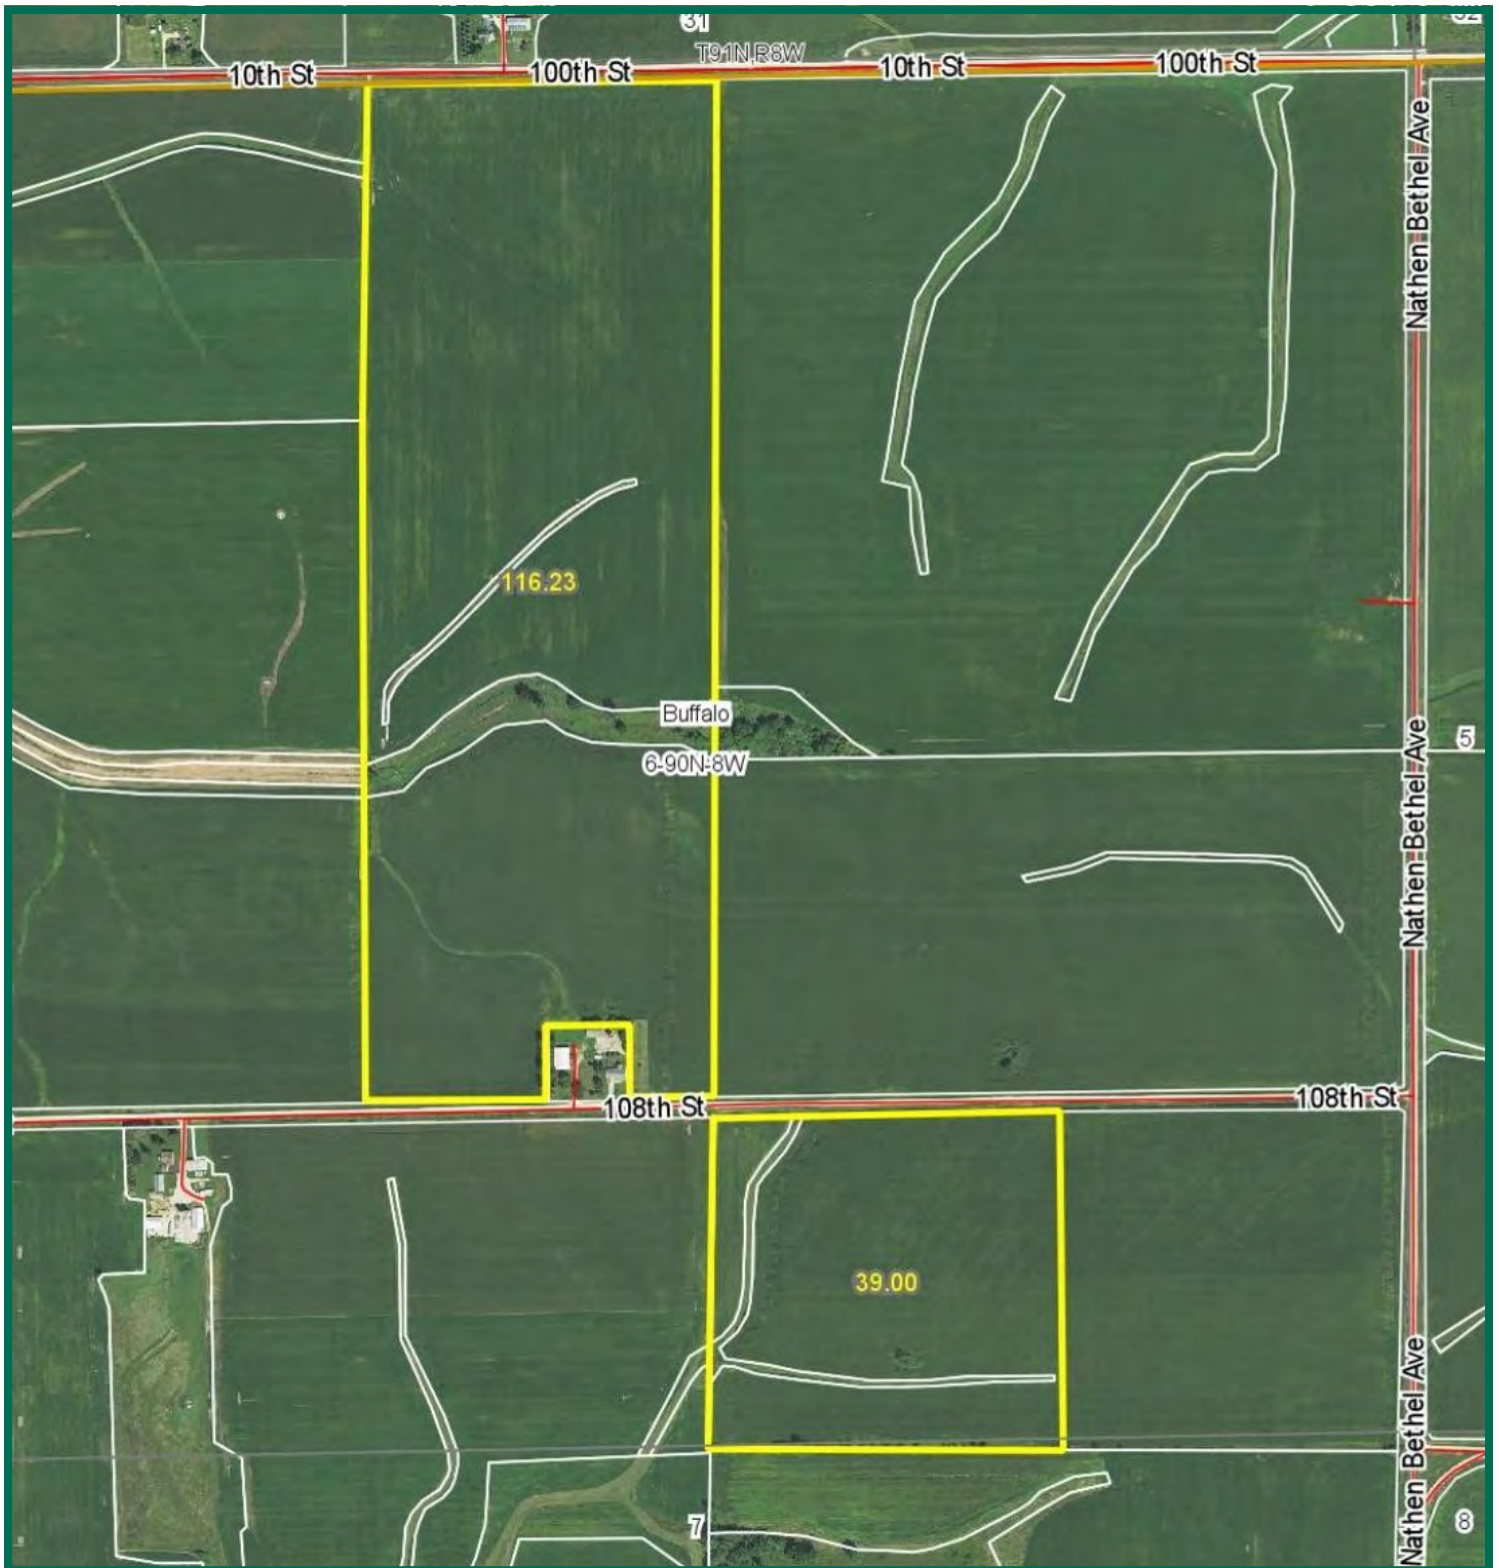 31
32
T91N,R8W
10th St
100th St
10th St
100th St
Nathen Bethel Ave
116.23
Buffalo
6-90N-8W
5
Nathen Bethel Ave
108th St
108th St
39.00
Nathen Bethel Ave
7
8